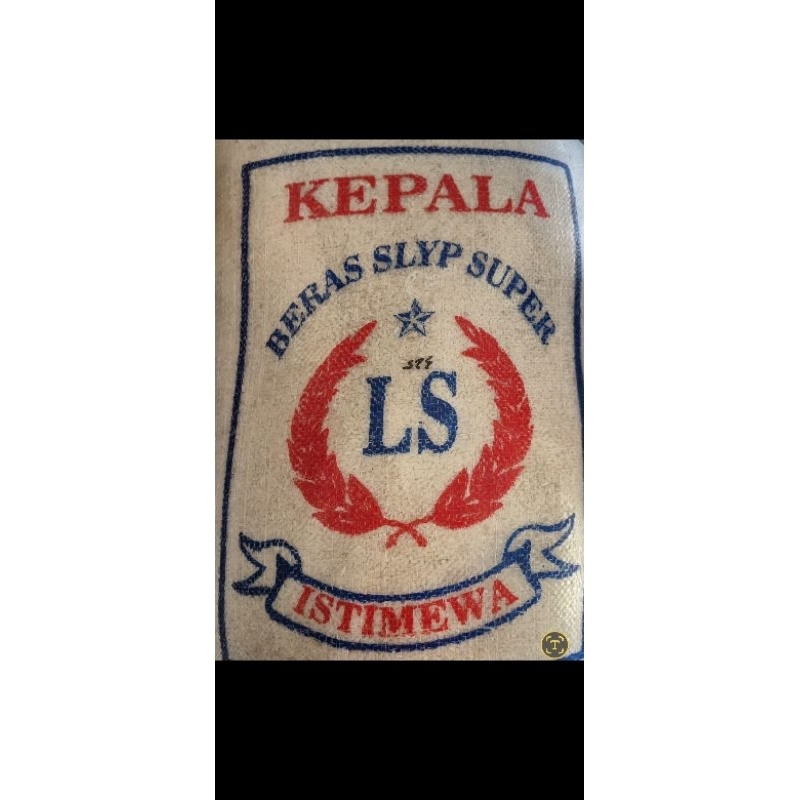 KEPALA
BERAS SLYP SUPER
LS
ISTIMEWA